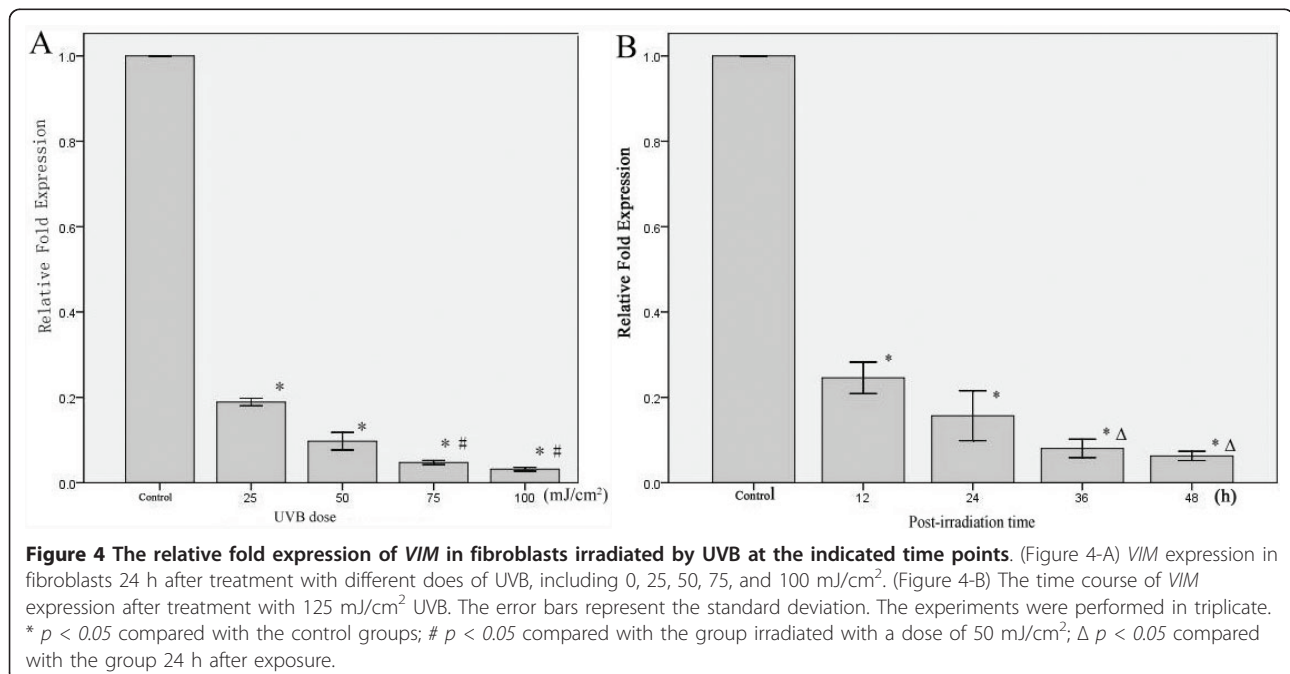 A
Relative Fold Expression
1.0
0.8
0.6
0.4
0.2
0.0
*
*
* #
* #
Control 25 50 75 100 (mJ/cm²)
UVB dose
B
Relative Fold Expression
1.0
0.8
0.6
0.4
0.2
0.0
*
*
* Δ
* Δ
Control 12 24 36 48 (h)
Post-irradiation time
Figure 4 The relative fold expression of VIM in fibroblasts irradiated by UVB at the indicated time points. (Figure 4-A) VIM expression in
fibroblasts 24 h after treatment with different does of UVB, including 0, 25, 50, 75, and 100 mJ/cm². (Figure 4-B) The time course of VIM
expression after treatment with 125 mJ/cm² UVB. The error bars represent the standard deviation. The experiments were performed in triplicate.
* p < 0.05 compared with the control groups; # p < 0.05 compared with the group irradiated with a dose of 50 mJ/cm²; Δ p < 0.05 compared
with the group 24 h after exposure.